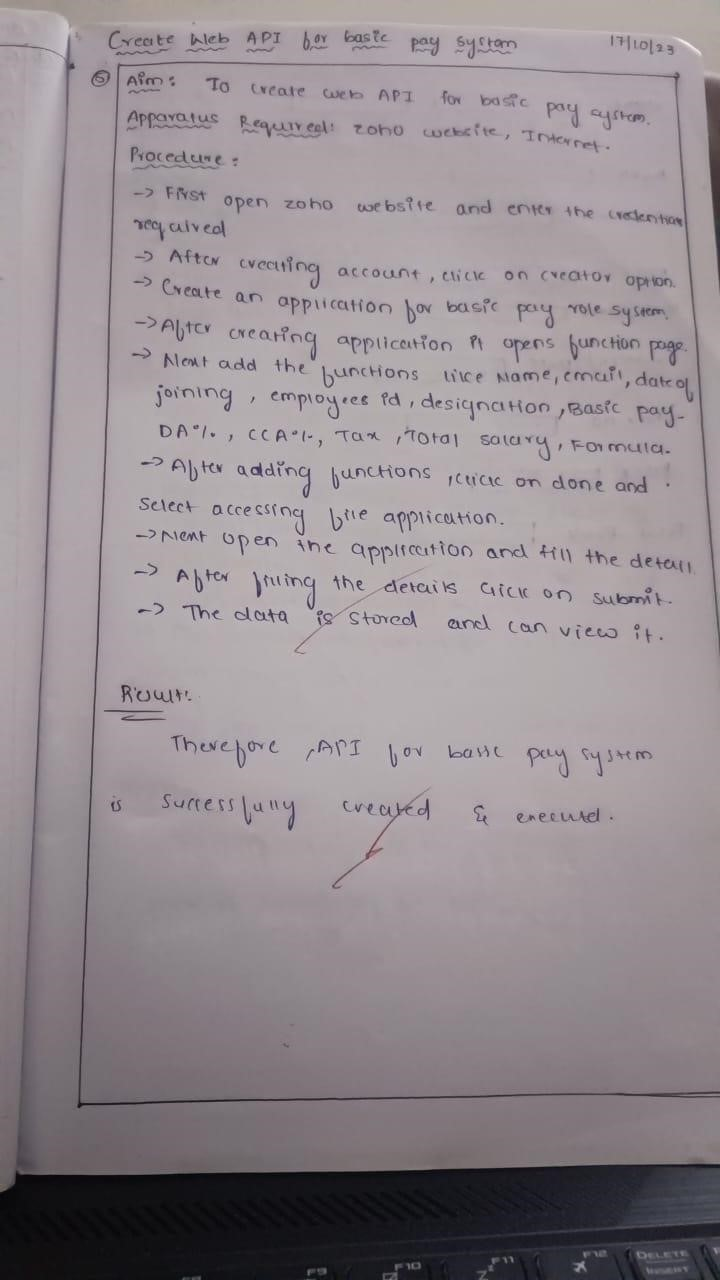 Create Web API for basic pay system 17/10/23
⑤ Aim: To create web API for basic pay system.
Apparatus Required: zoho website, Internet.
Procedure:
-> First open zoho website and enter the credentials
required
-> After creating account, click on creator option.
-> Create an application for basic pay role system.
-> After creating application it opens function page.
-> Next add the functions like Name, email, date of
joining, employees id, designation, Basic pay-
DA%, CCA%, Tax, Total salary, Formula.
-> After adding functions, click on done and
select accessing file application.
-> Next open the application and fill the detail.
-> After filling the details click on submit.
-> The data is stored and can view it.
Result:
Therefore, API for basic pay system
is successfully created & executed.
F9 F10 F11 F12 DELETE
INSERT